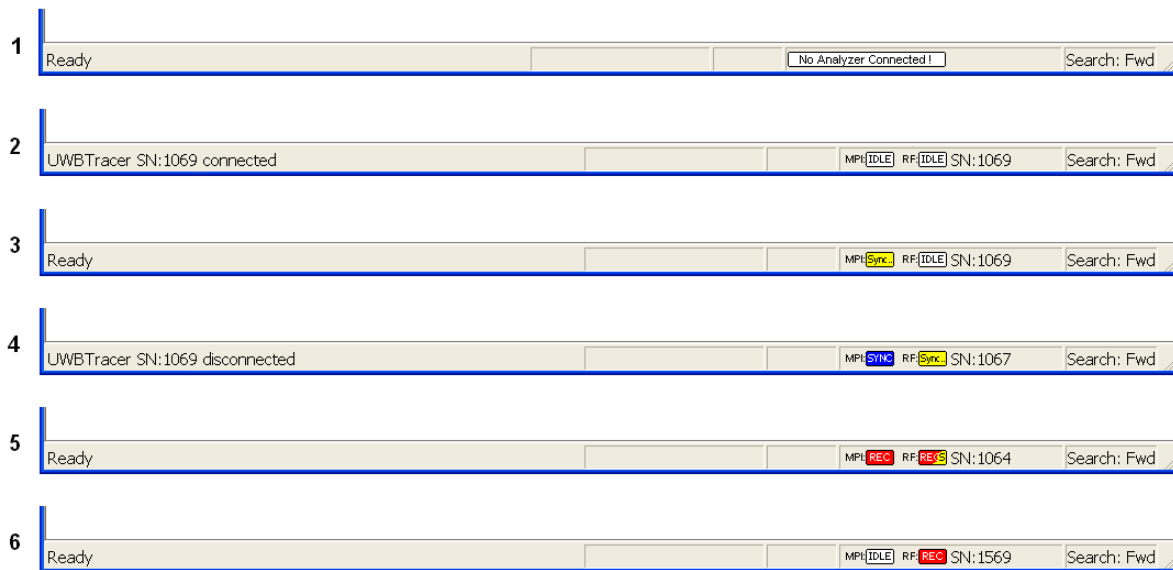 1 Ready No Analyzer Connected ! Search: Fwd
2 UWBTracer SN:1069 connected MPI: IDLE RF: IDLE SN:1069 Search: Fwd
3 Ready MPI: Sync.. RF: IDLE SN:1069 Search: Fwd
4 UWBTracer SN:1069 disconnected MPI: SYNC RF: Sync.. SN:1067 Search: Fwd
5 Ready MPI: REC RF: RECS SN:1064 Search: Fwd
6 Ready MPI: IDLE RF: REC SN:1569 Search: Fwd